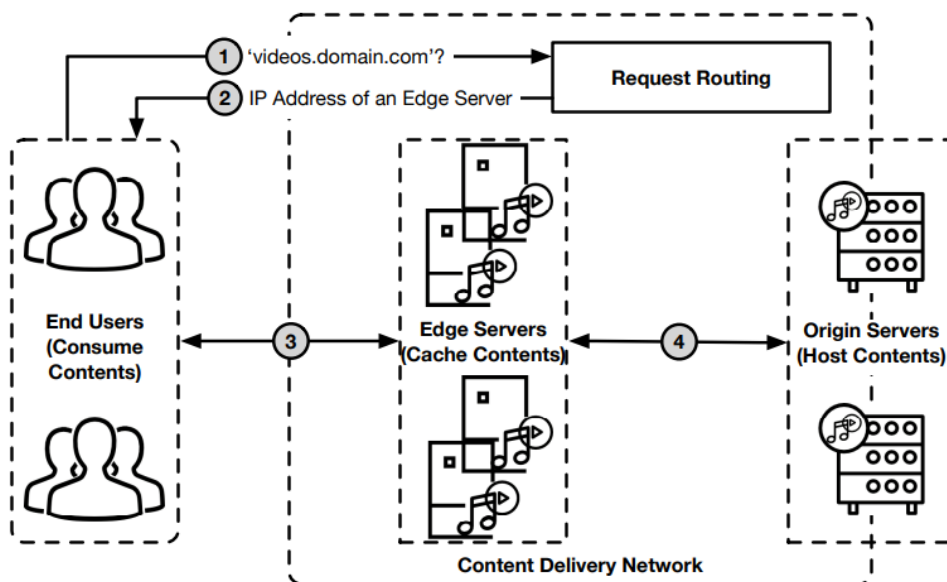 1 'videos.domain.com'?
Request Routing
2 IP Address of an Edge Server
End Users
(Consume
Contents)
3
Edge Servers
(Cache Contents)
4
Origin Servers
(Host Contents)
Content Delivery Network